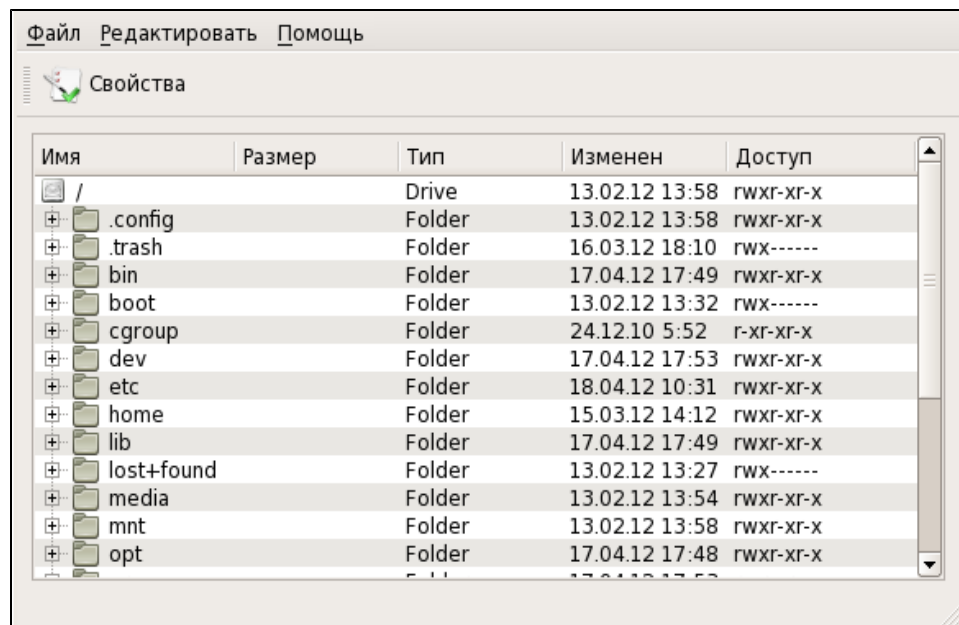 Файл Редактировать Помощь
Свойства
Имя Размер Тип Изменен Доступ
/ Drive 13.02.12 13:58 rwxr-xr-x
.config Folder 13.02.12 13:58 rwxr-xr-x
.trash Folder 16.03.12 18:10 rwx------
bin Folder 17.04.12 17:49 rwxr-xr-x
boot Folder 13.02.12 13:32 rwx------
cgroup Folder 24.12.10 5:52 r-xr-xr-x
dev Folder 17.04.12 17:53 rwxr-xr-x
etc Folder 18.04.12 10:31 rwxr-xr-x
home Folder 15.03.12 14:12 rwxr-xr-x
lib Folder 17.04.12 17:49 rwxr-xr-x
lost+found Folder 13.02.12 13:27 rwx------
media Folder 13.02.12 13:54 rwxr-xr-x
mnt Folder 13.02.12 13:58 rwxr-xr-x
opt Folder 17.04.12 17:48 rwxr-xr-x